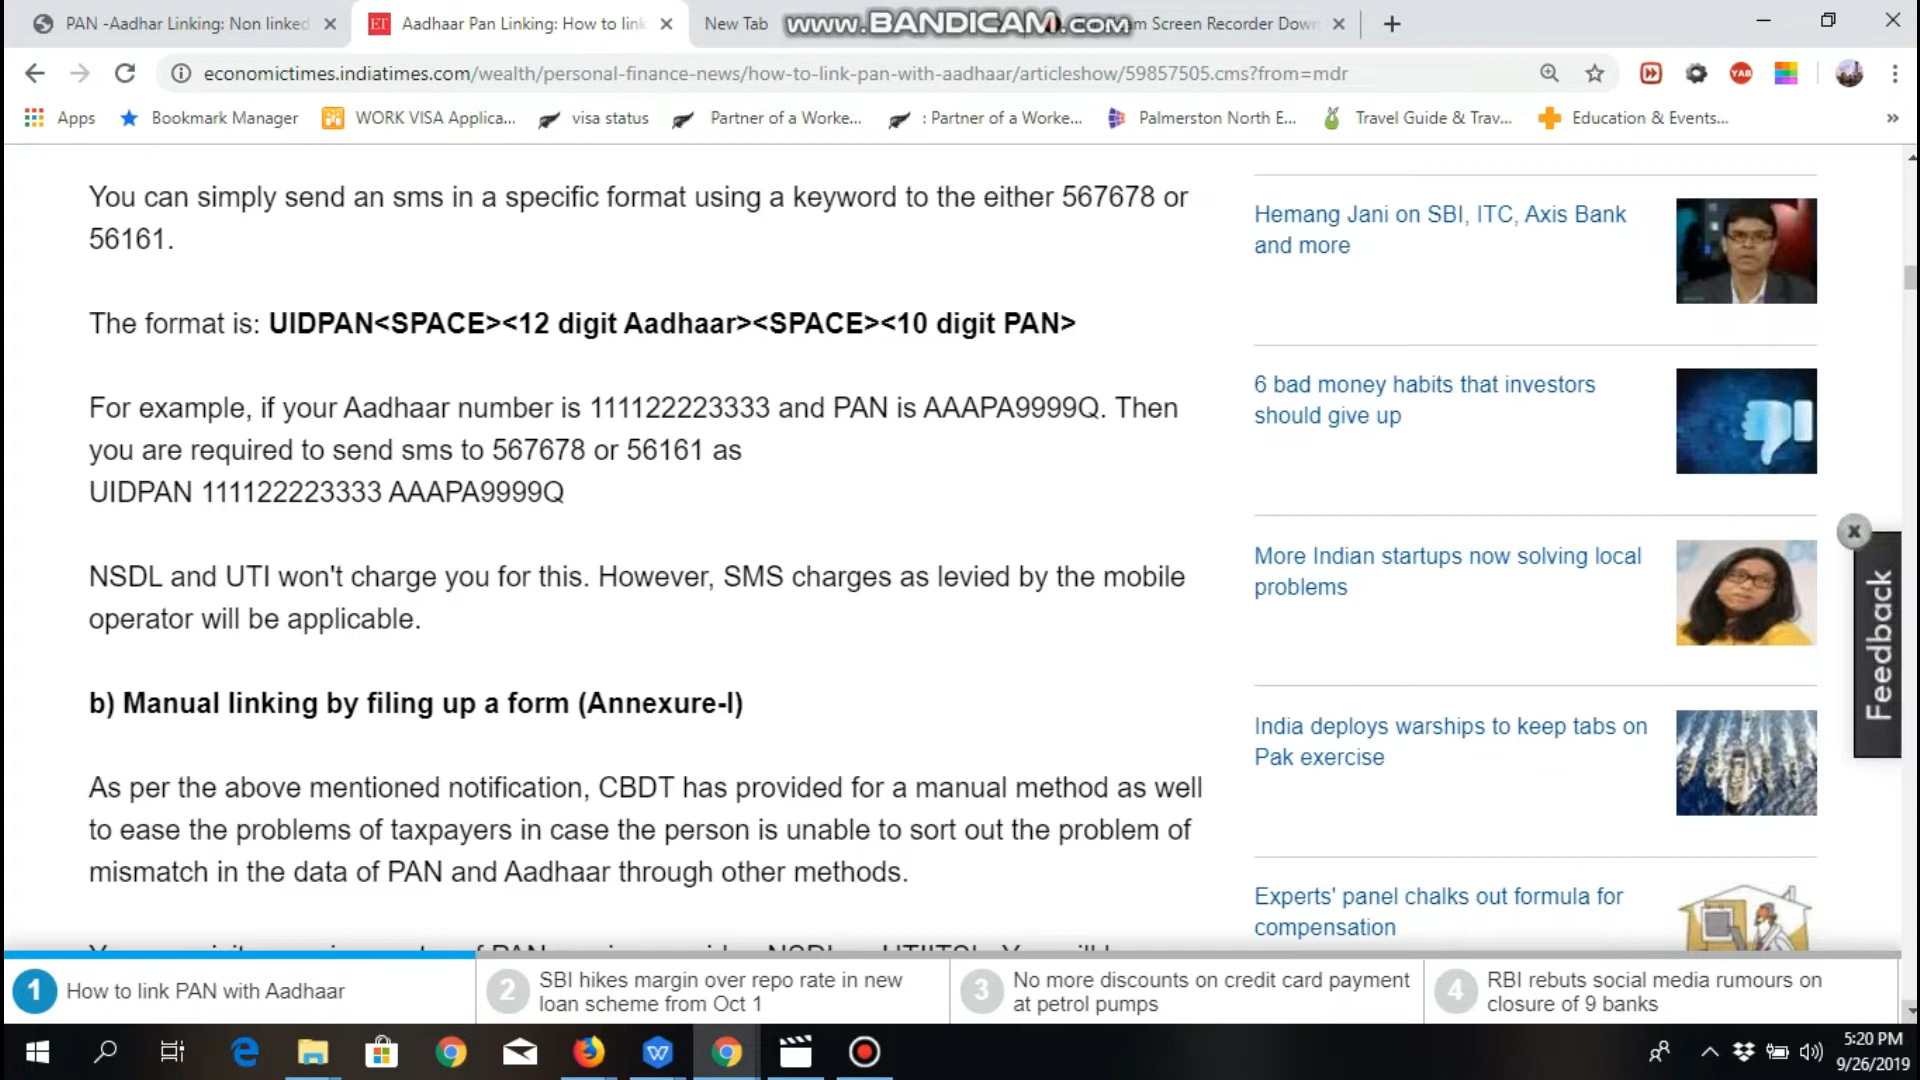 PAN -Aadhar Linking: Non linked
ET Aadhaar Pan Linking: How to link
New Tab
www.BANDICAM.com
Screen Recorder Down
economictimes.indiatimes.com/wealth/personal-finance-news/how-to-link-pan-with-aadhaar/articleshow/59857505.cms?from=mdr
YAB
Apps
Bookmark Manager
WORK VISA Applica...
visa status
Partner of a Worke...
: Partner of a Worke...
Palmerston North E...
Travel Guide & Trav...
Education & Events...
You can simply send an sms in a specific format using a keyword to the either 567678 or
56161.
The format is: UIDPAN<SPACE><12 digit Aadhaar><SPACE><10 digit PAN>
For example, if your Aadhaar number is 111122223333 and PAN is AAAPA9999Q. Then
you are required to send sms to 567678 or 56161 as
UIDPAN 111122223333 AAAPA9999Q
NSDL and UTI won't charge you for this. However, SMS charges as levied by the mobile
operator will be applicable.
b) Manual linking by filing up a form (Annexure-I)
As per the above mentioned notification, CBDT has provided for a manual method as well
to ease the problems of taxpayers in case the person is unable to sort out the problem of
mismatch in the data of PAN and Aadhaar through other methods.
Hemang Jani on SBI, ITC, Axis Bank
and more
6 bad money habits that investors
should give up
More Indian startups now solving local
problems
India deploys warships to keep tabs on
Pak exercise
Experts' panel chalks out formula for
compensation
Feedback
1 How to link PAN with Aadhaar
2 SBI hikes margin over repo rate in new
loan scheme from Oct 1
3 No more discounts on credit card payment
at petrol pumps
4 RBI rebuts social media rumours on
closure of 9 banks
5:20 PM
9/26/2019